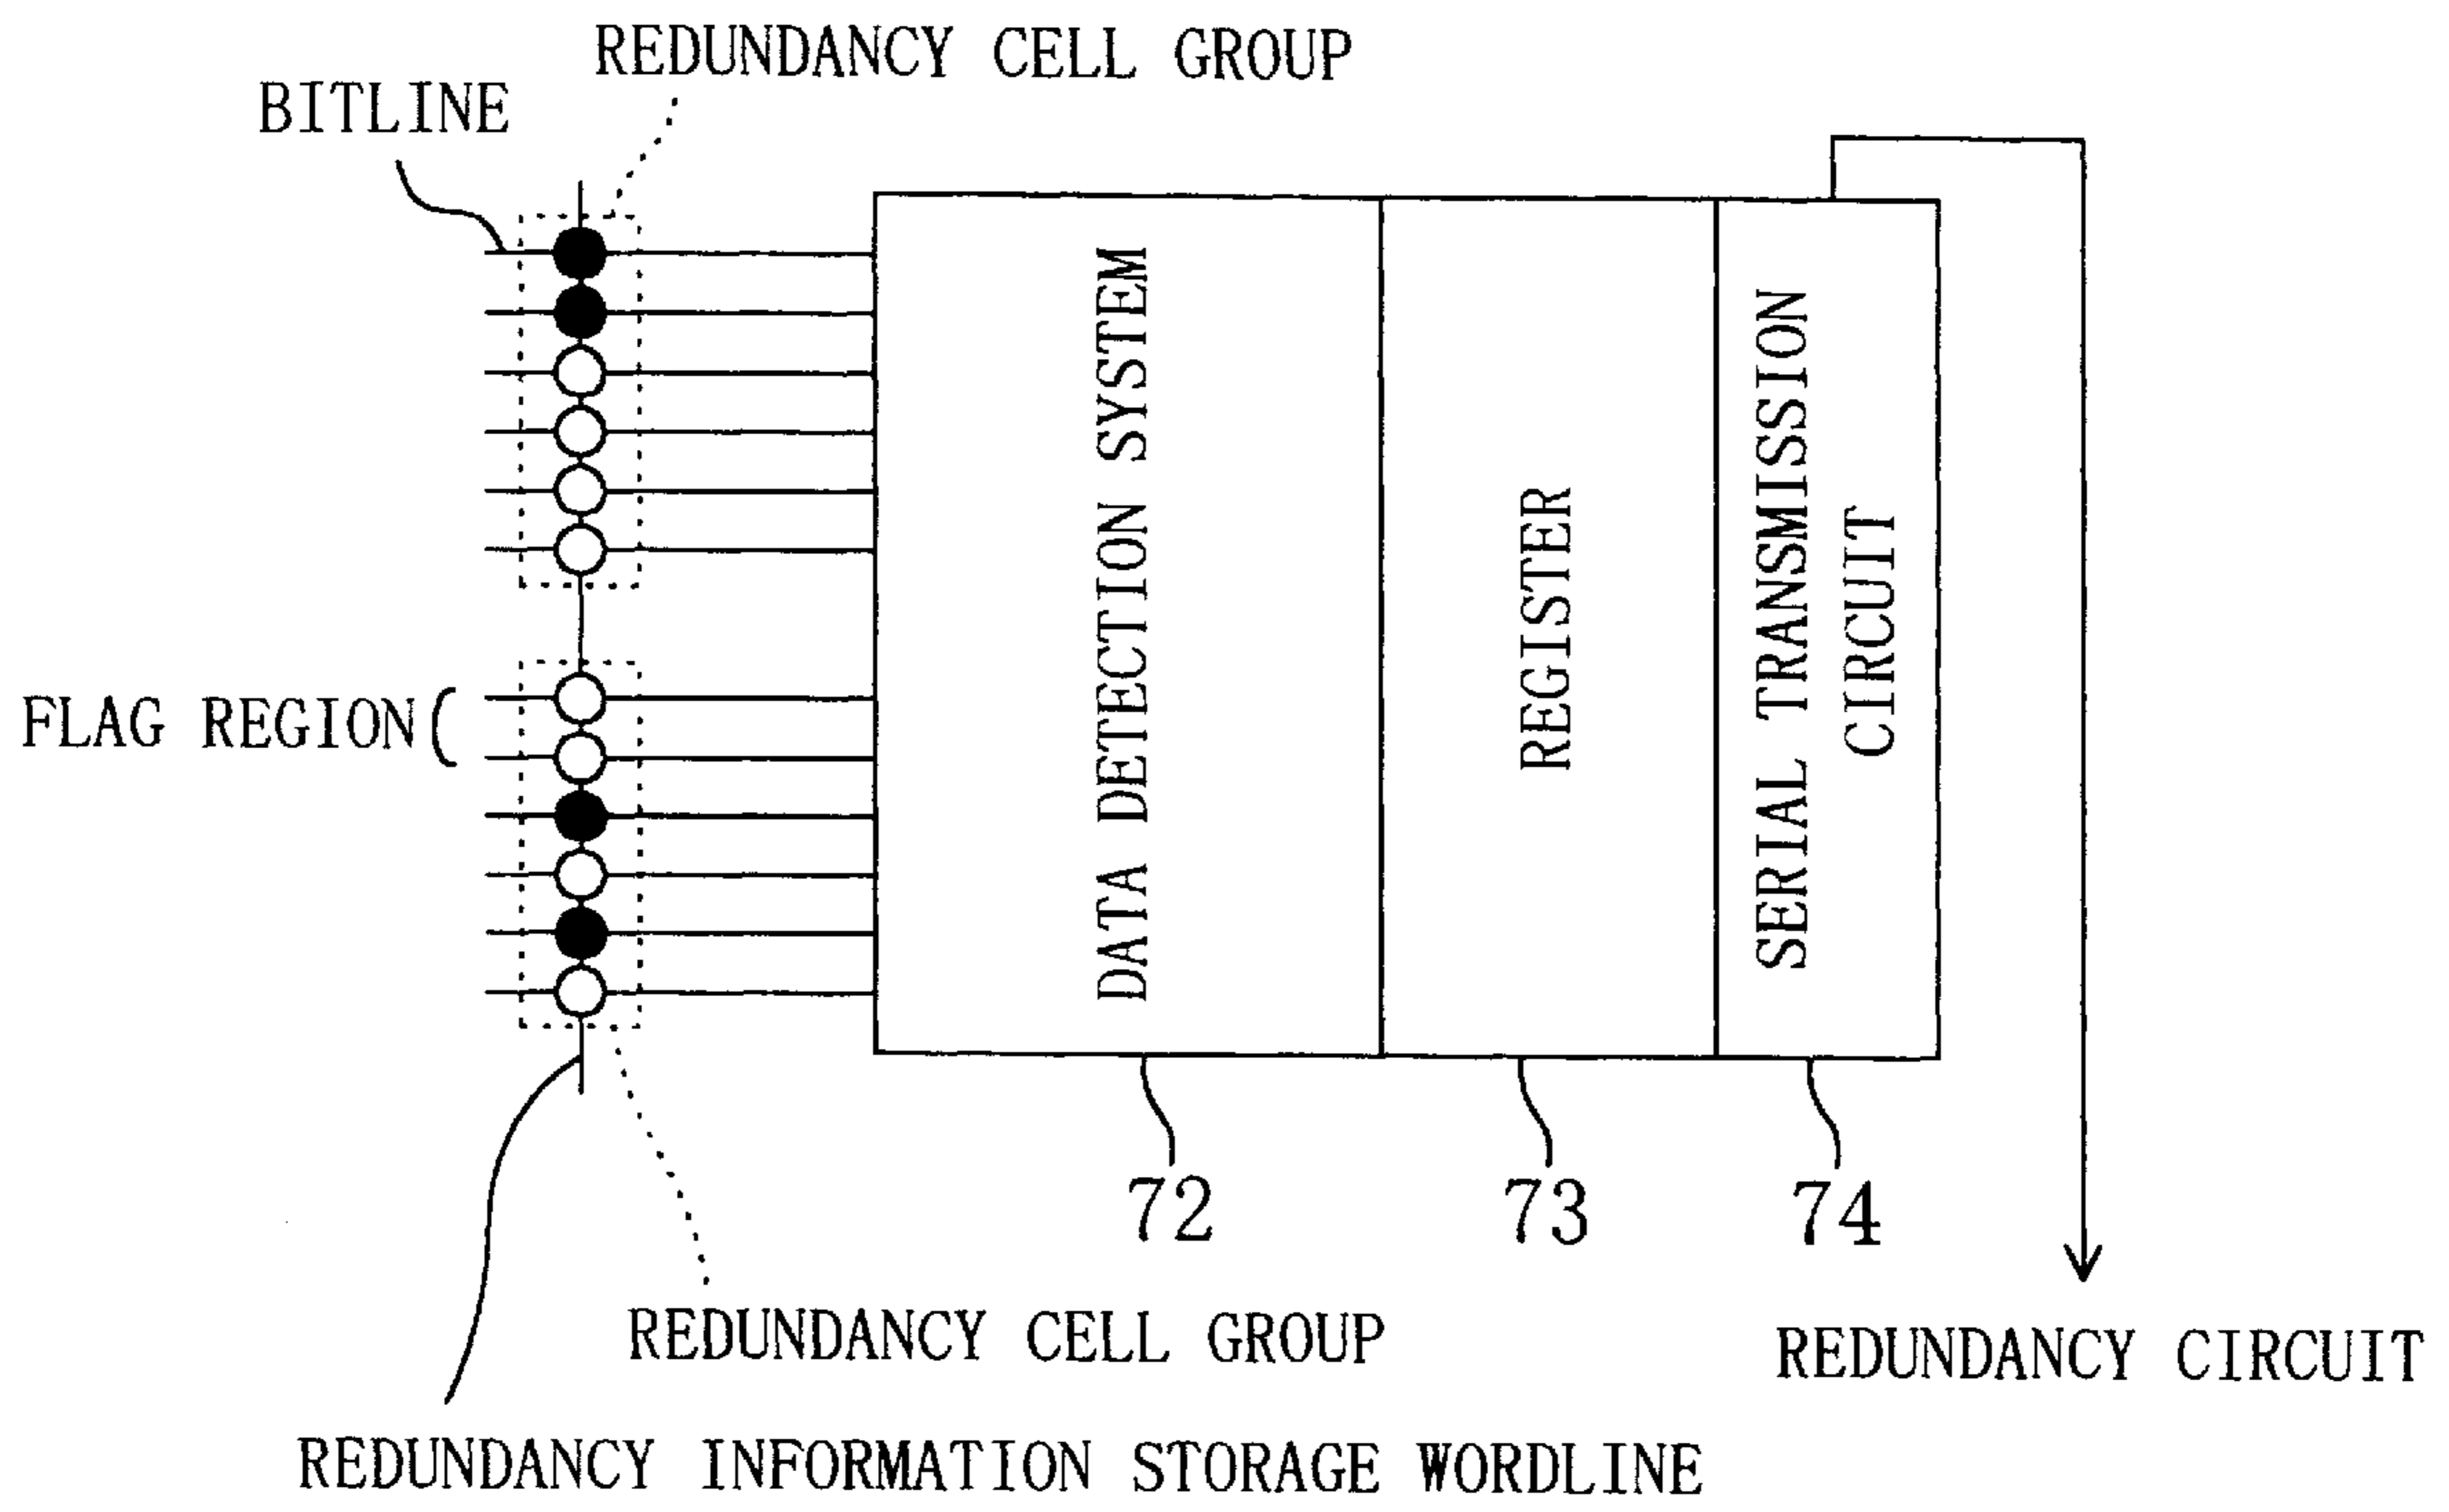 REDUNDANCY CELL GROUP
BITLINE
FLAG REGION
DATA DETECTION SYSTEM
REGISTER
SERIAL TRANSMISSION
CIRCUIT
72
73
74
REDUNDANCY CELL GROUP
REDUNDANCY CIRCUIT
REDUNDANCY INFORMATION STORAGE WORDLINE